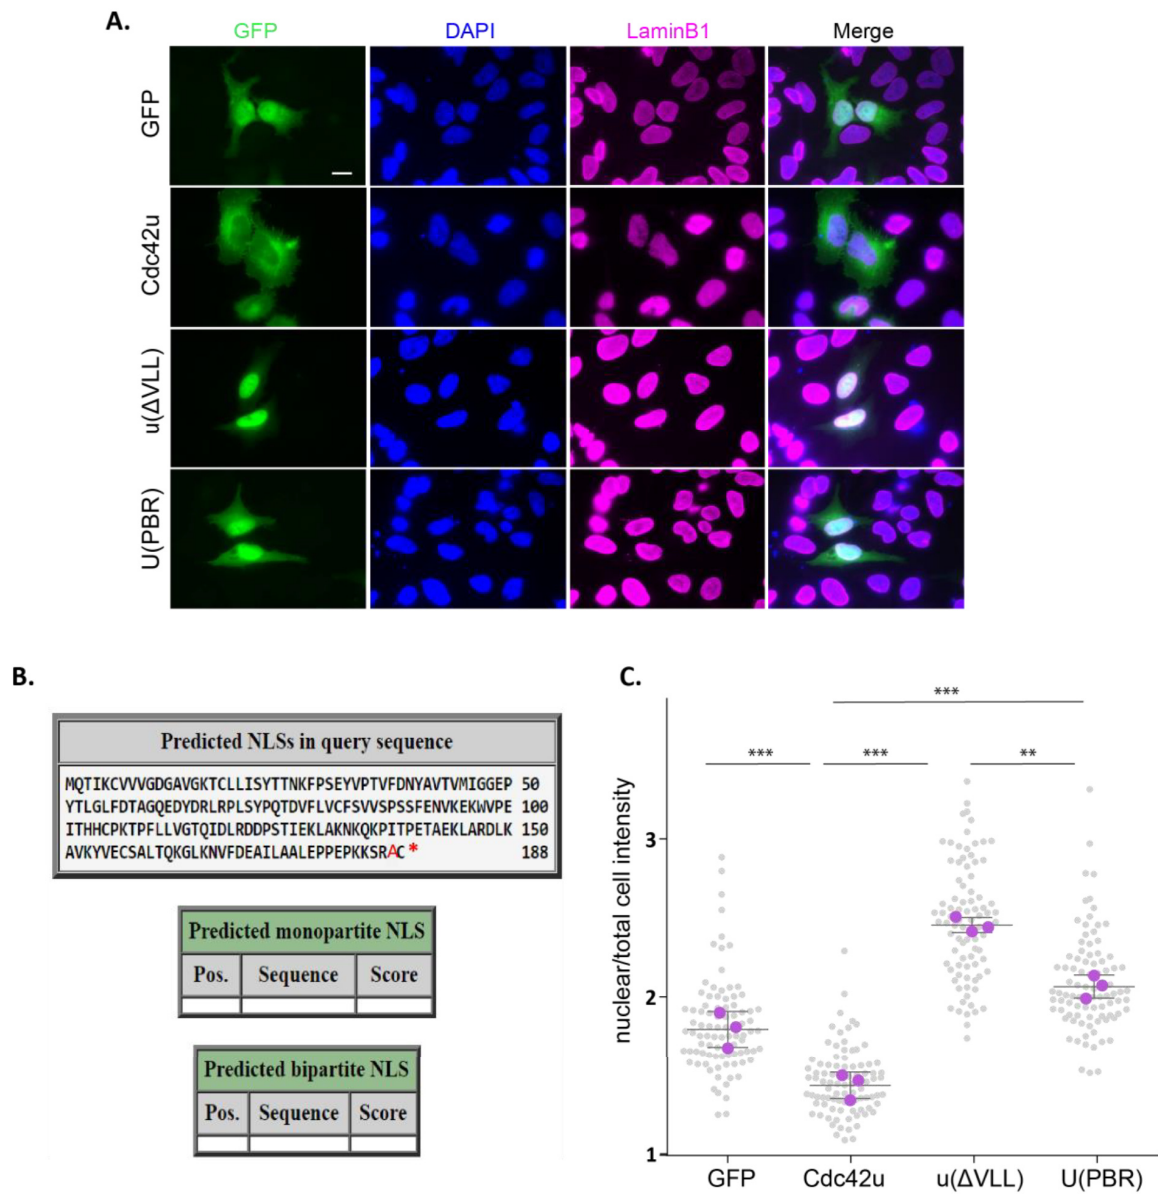 A.
GFP DAPI LaminB1 Merge
GFP
Cdc42u
u(ΔVLL)
U(PBR)
B.
Predicted NLSs in query sequence
MQTIKCVVVGDGAVGKTCLLISYTTNKFPSEYVPTVFDNYAVTVMIGGEP 50
YTLGLFDTAGQEDYDRLRPLSYPQTDVFLVCFSVVSPSSFENVKEKWVPE 100
ITHHCPKTPFLLVGTQIDLRDDPSTIEKLAKNKQKPITPETAEKLARDLK 150
AVKYVECSALTQKGLKNVFDEAILAALEPPEPKKSRAC * 188
Predicted monopartite NLS
Pos. Sequence Score
Predicted bipartite NLS
Pos. Sequence Score
C.
***
*** *** **
nuclear/total cell intensity
3
2
1
GFP Cdc42u u(ΔVLL) U(PBR)